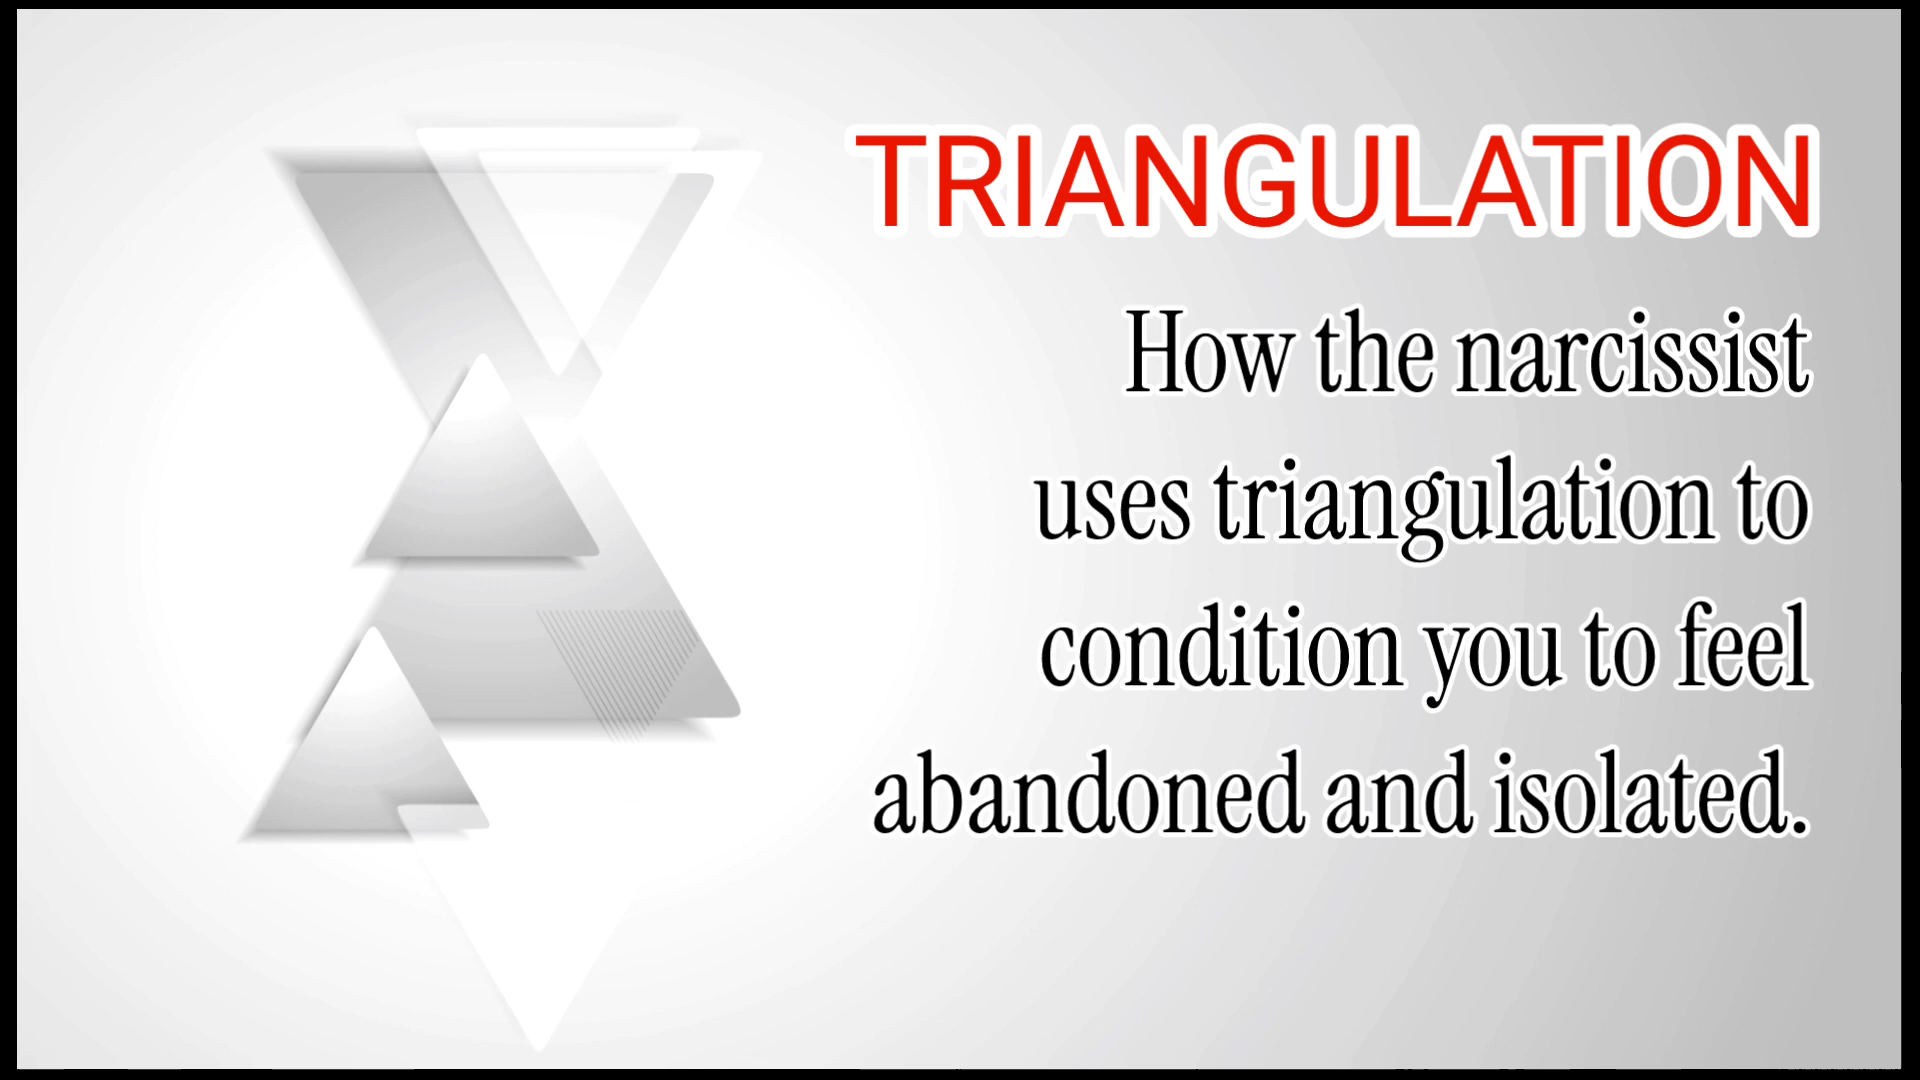 TRIANGULATION
How the narcissist
uses triangulation to
condition you to feel
abandoned and isolated.